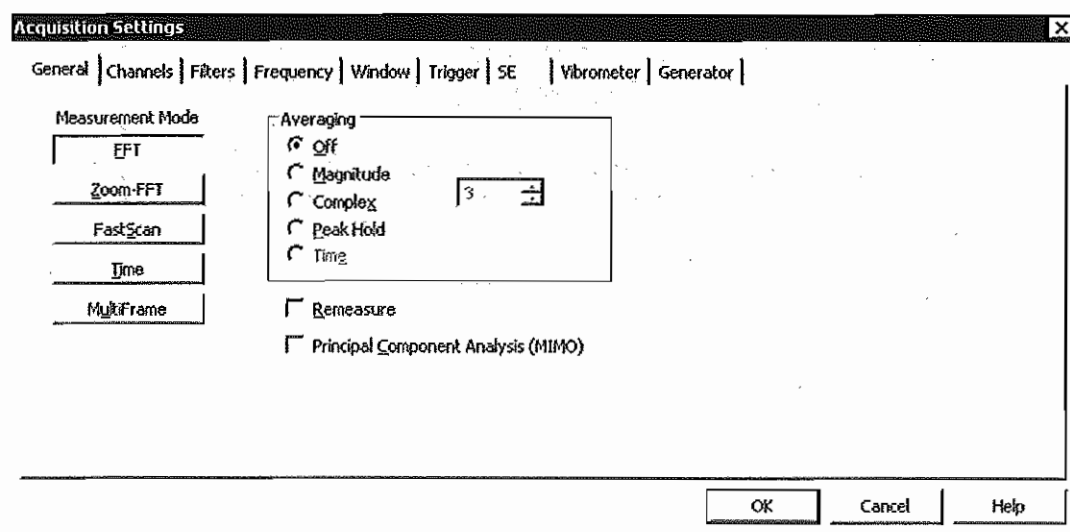 Acquisition Settings
General Channels Filters Frequency Window Trigger SE Vibrometer Generator
Measurement Mode
FFT
Zoom-FFT
FastScan
Time
MultiFrame
Averaging
Off
Magnitude
Complex
Peak Hold
Time
3
Remeasure
Principal Component Analysis (MIMO)
OK Cancel Help